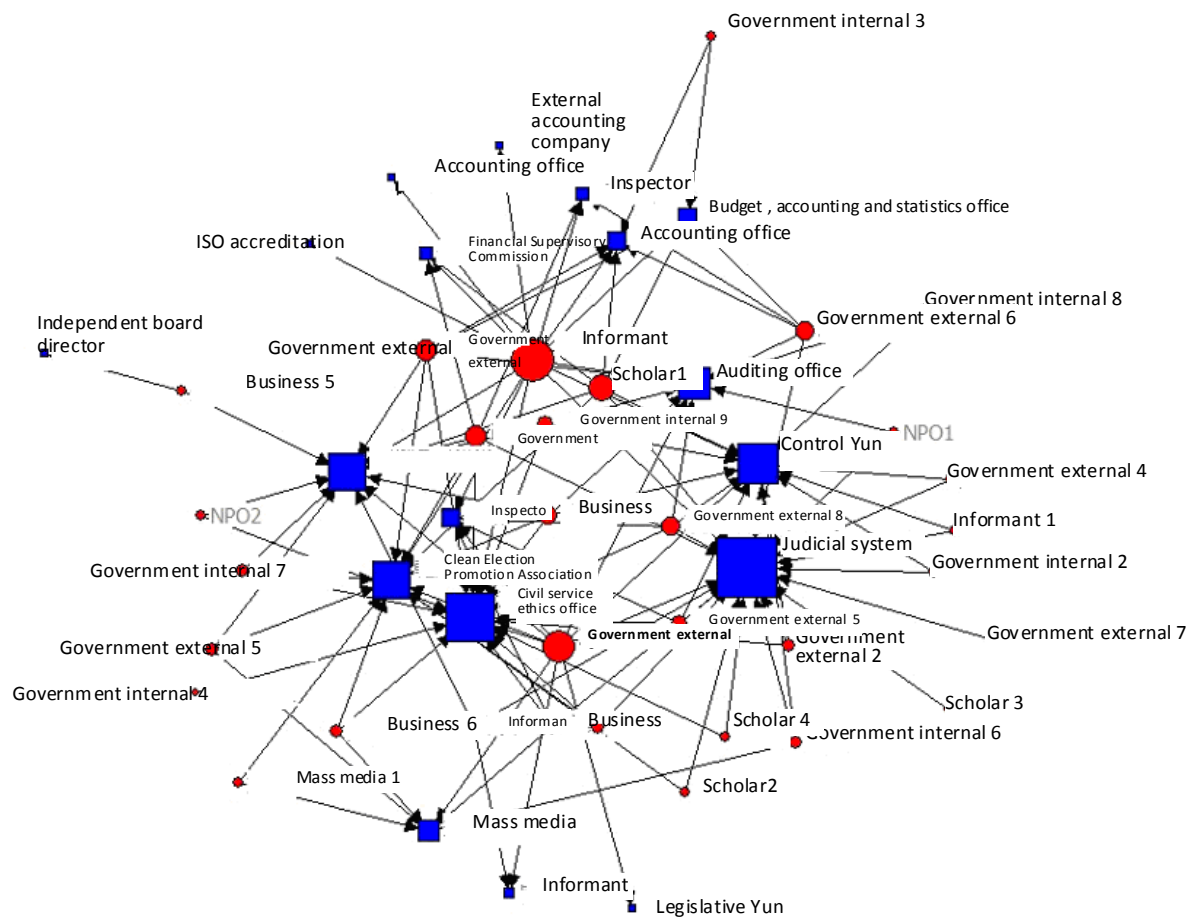 Government internal 3
External
accounting
company
Accounting office
Inspector
Budget , accounting and statistics office
Accounting office
ISO accreditation
Financial Supervisory
Commission
Government internal 8
Government external 6
Independent board
director
Government external
Government
external
Informant
Business 5
Scholar1
Auditing office
Government internal 9
Government
NPO1
Control Yun
Government external 4
NPO2
Inspecto
Business
Government external 8
Informant 1
Judicial system
Government internal 2
Government internal 7
Clean Election
Promotion Association
Civil service
ethics office
Government external 5
Government external
Government external 5
Government
external 2
Government external 7
Government internal 4
Scholar 3
Business 6
Informan
Business
Scholar 4
Government internal 6
Mass media 1
Scholar2
Mass media
Informant
Legislative Yun